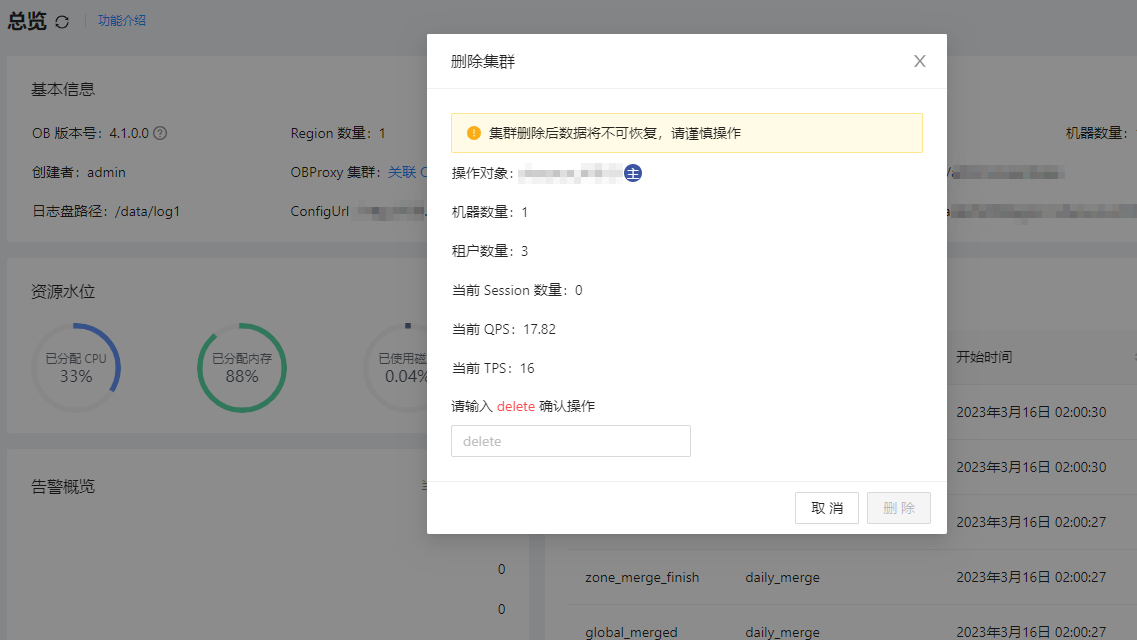 总览 功能介绍
基本信息
OB 版本号：4.1.0.0 Region 数量：1 机器数量：
创建者：admin OBProxy 集群：关联
日志盘路径：/data/log1 ConfigUrl
资源水位
已分配 CPU
33%
已分配内存
88%
已使用磁
0.04%
告警概览
0
0
删除集群
集群删除后数据将不可恢复，请谨慎操作
操作对象： 主
机器数量：1
租户数量：3
当前 Session 数量：0
当前 QPS：17.82
当前 TPS：16
请输入 delete 确认操作
delete
取 消 删 除
开始时间
2023年3月16日 02:00:30
2023年3月16日 02:00:30
2023年3月16日 02:00:27
zone_merge_finish daily_merge 2023年3月16日 02:00:27
global_merged daily_merge 2023年3月16日 02:00:27